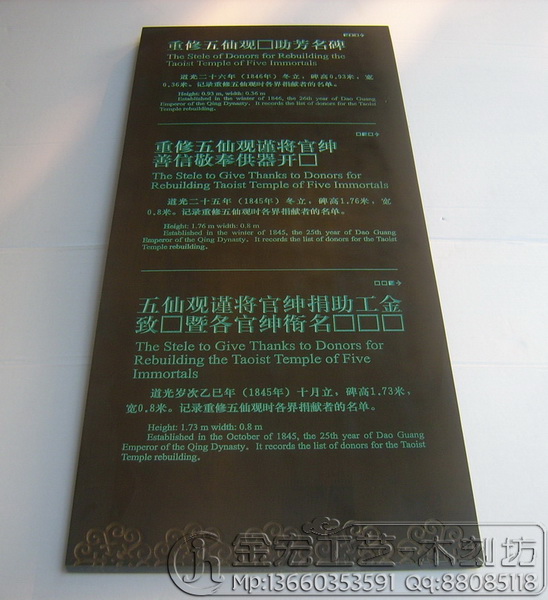 重修五仙观□助芳名碑
The Stele of Donors for Rebuilding the
Taoist Temple of Five Immortals
道光二十六年（1846年）冬立，碑高0.93米，宽
0.56米。记录重修五仙观时各界捐献者的名单。
Height: 0.93 m, width: 0.56 m
Established in the winter of 1846, the 26th year of Dao Guang
Emperor of the Qing Dynasty. It records the list of donors for the Taoist
Temple rebuilding.
重修五仙观谨将官绅
善信敬奉供器开□
The Stele to Give Thanks to Donors for
Rebuilding Taoist Temple of Five Immortals
道光二十五年（1845年）冬立，碑高1.76米，宽
0.8米。记录重修五仙观时各界捐献者的名单。
Height: 1.76 m width: 0.8 m
Established in the winter of 1845, the 25th year of Dao Guang
Emperor of the Qing Dynasty. It records the list of donors for the Taoist
Temple rebuilding.
五仙观谨将官绅捐助工金
致□暨各官绅衔名□□□
The Stele to Give Thanks to Donors for
Rebuilding the Taoist Temple of Five
Immortals
道光岁次乙巳年（1845年）十月立，碑高1.73米，
宽0.8米。记录重修五仙观时各界捐献者的名单。
Height: 1.73 m width: 0.8 m
Established in the October of 1845, the 25th year of Dao Guang
Emperor of the Qing Dynasty. It records the list of donors for the Taoist
Temple rebuilding.
金宏工艺-木刻坊
Mp:13660353591 qq:88085118